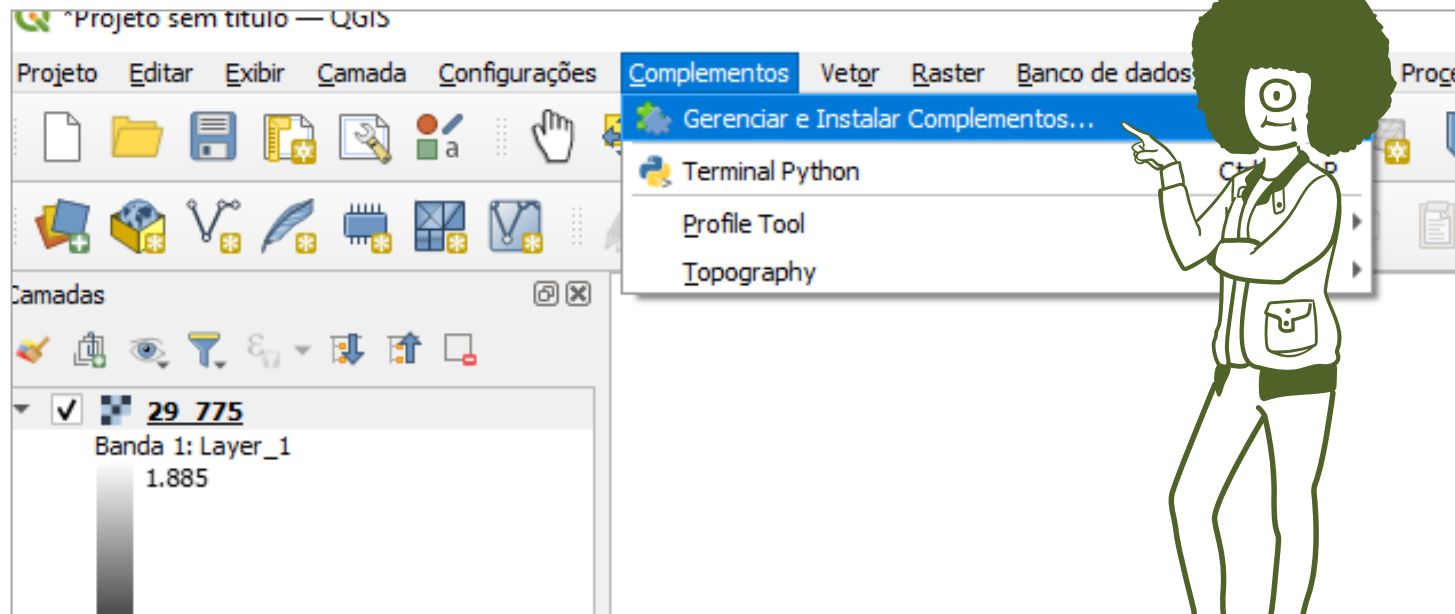 *Projeto sem título — QGIS
Projeto Editar Exibir Camada Configurações Complementos Vetor Raster Banco de dados
Gerenciar e Instalar Complementos...
Terminal Python
Profile Tool
Topography
a
Camadas
ε
29_775
Banda 1: Layer_1
1.885